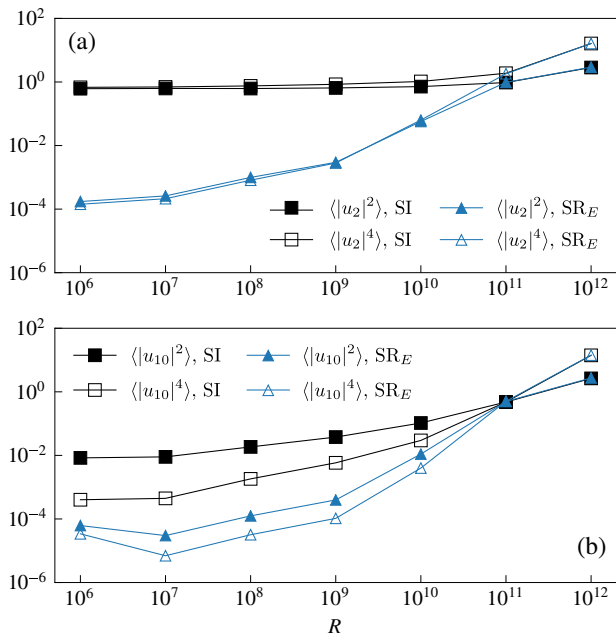 10^2
(a)
10^0
10^−2
10^−4
⟨|u_2|^2⟩, SI ⟨|u_2|^2⟩, SR_E
⟨|u_2|^4⟩, SI ⟨|u_2|^4⟩, SR_E
10^−6
10^6 10^7 10^8 10^9 10^10 10^11 10^12
10^2
⟨|u_10|^2⟩, SI ⟨|u_10|^2⟩, SR_E
⟨|u_10|^4⟩, SI ⟨|u_10|^4⟩, SR_E
10^0
10^−2
10^−4
(b)
10^−6
10^6 10^7 10^8 10^9 10^10 10^11 10^12
R